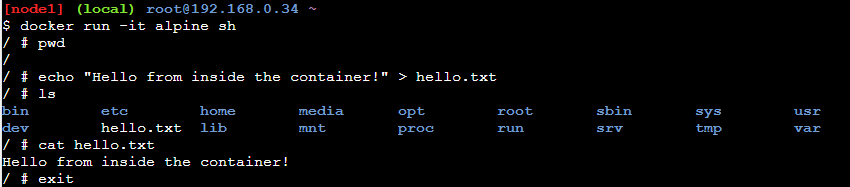 [node1] (local) root@192.168.0.34 ~
$ docker run -it alpine sh
/ # pwd
/
/ # echo "Hello from inside the container!" > hello.txt
/ # ls
bin etc home media opt root sbin sys usr
dev hello.txt lib mnt proc run srv tmp var
/ # cat hello.txt
Hello from inside the container!
/ # exit